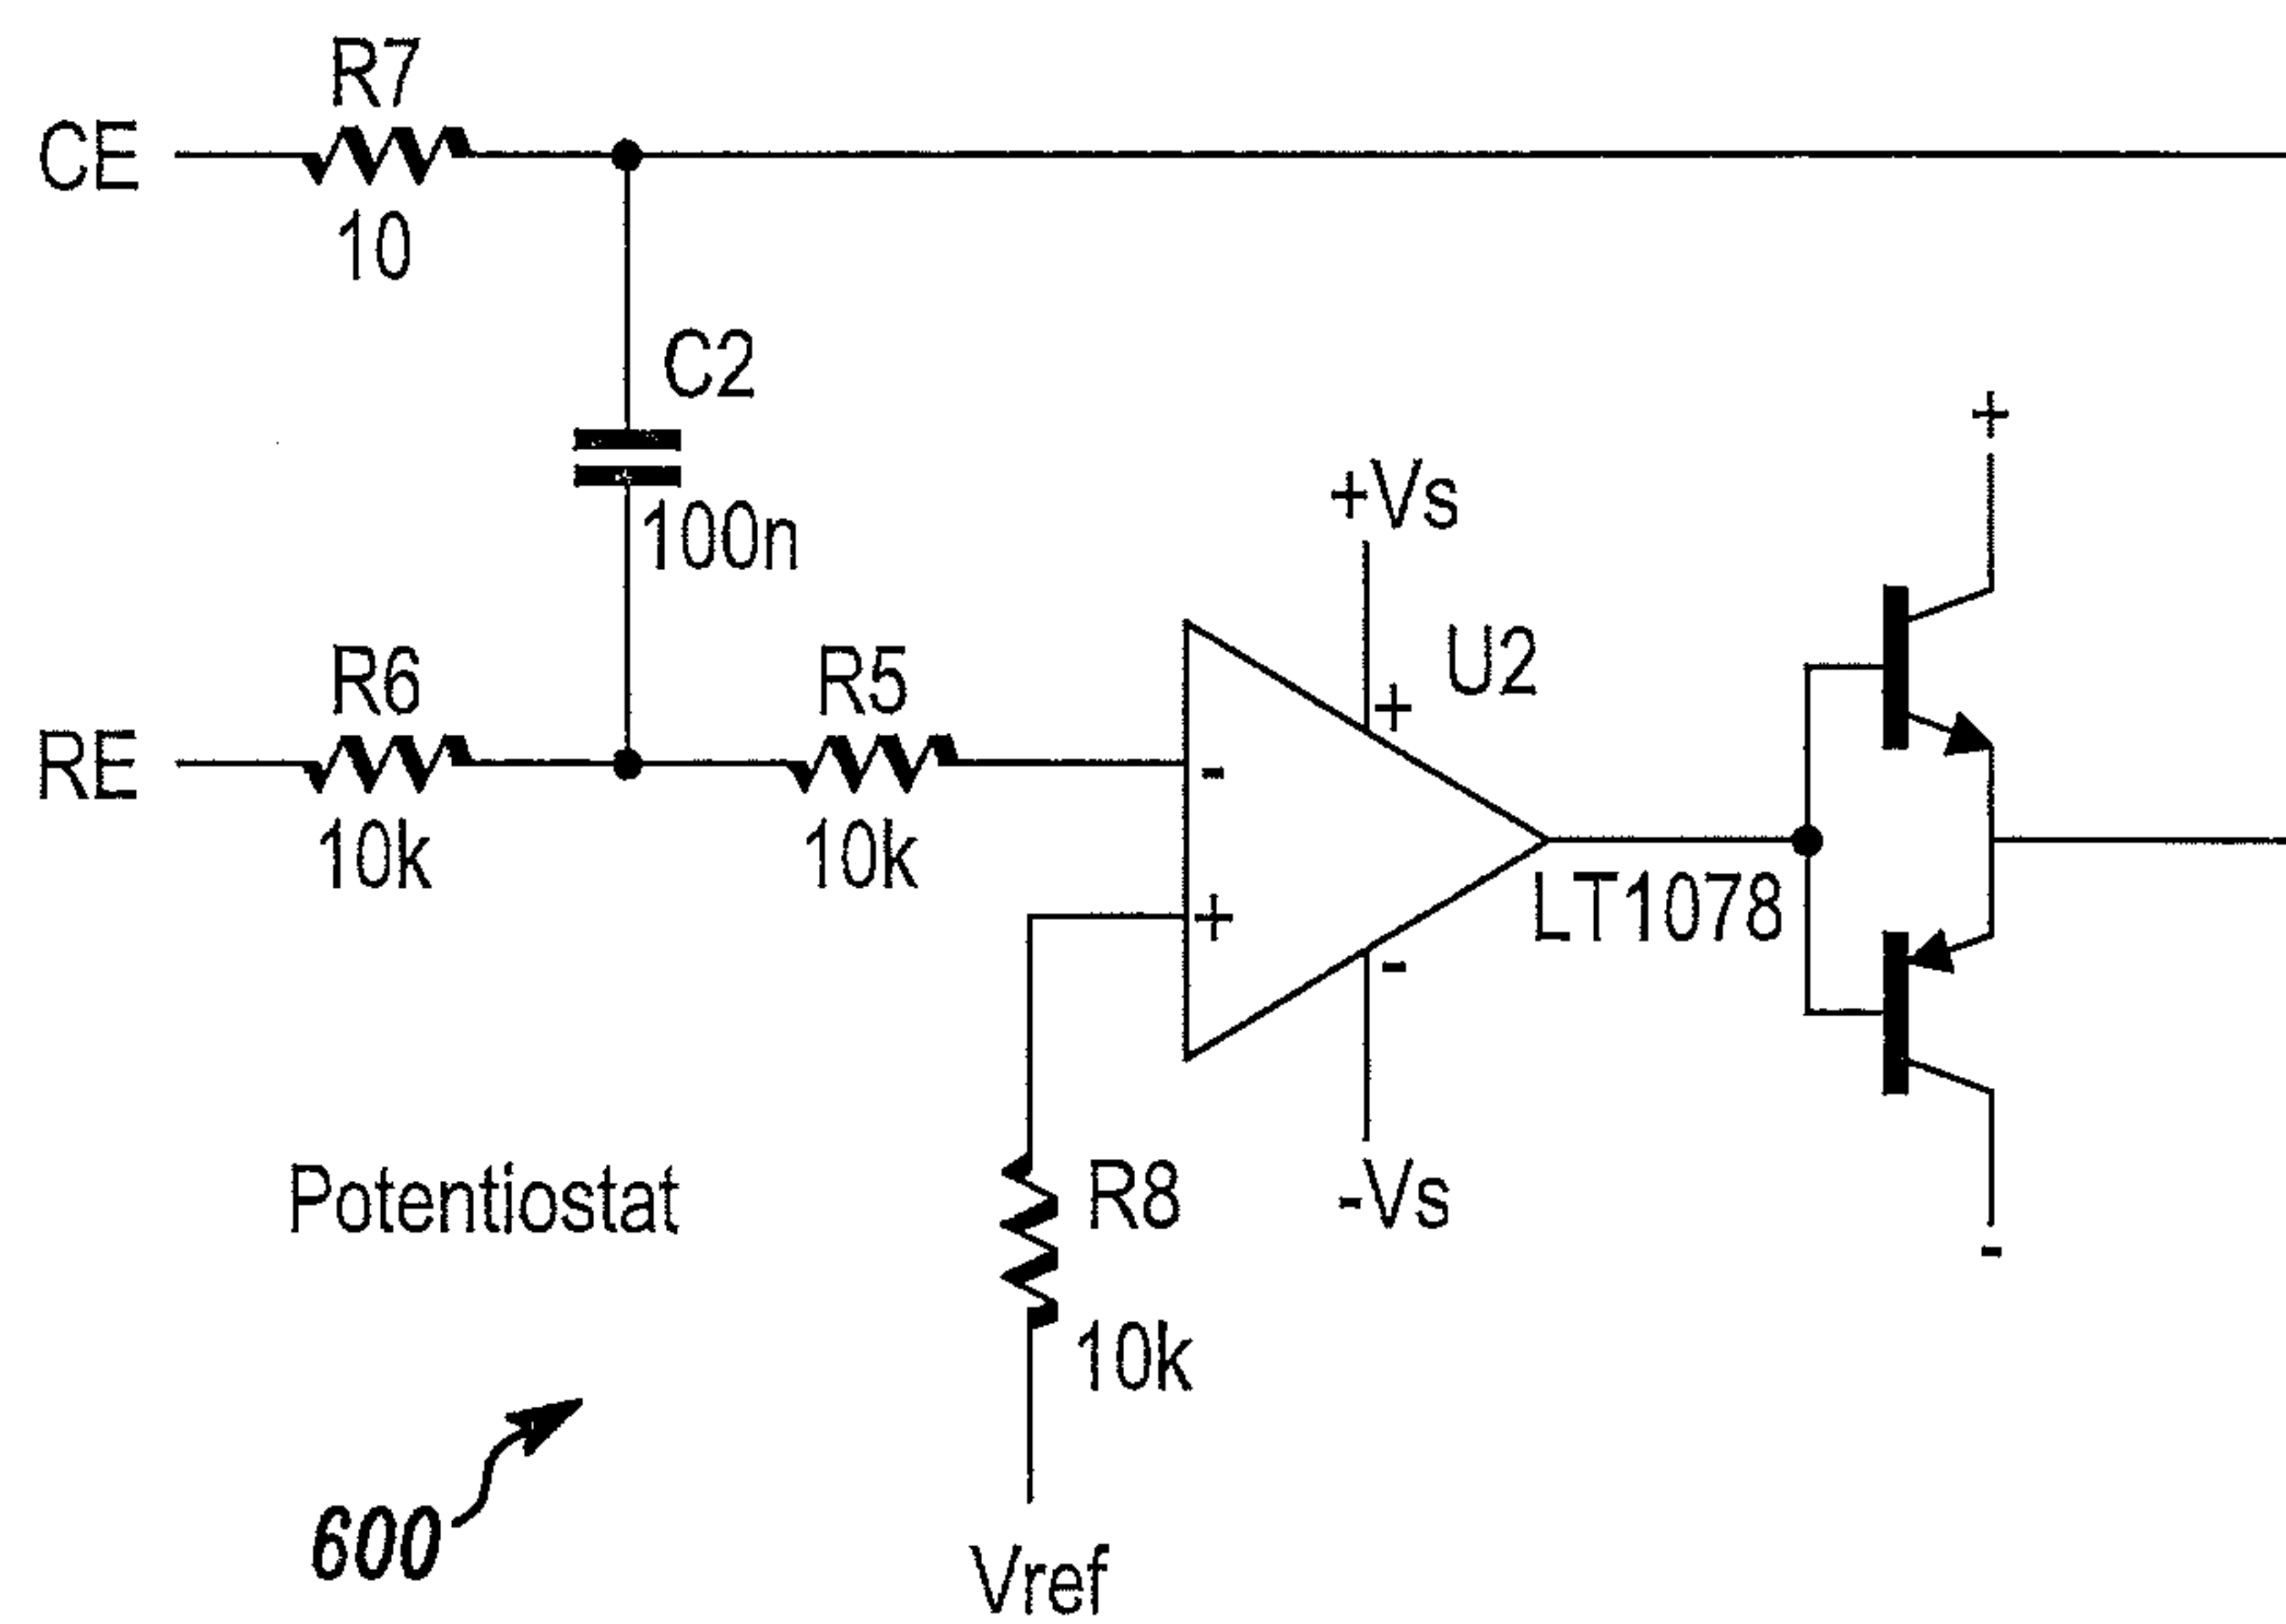 R7
CE
10
C2
100n
+
+Vs
U2
+
R6
R5
RE
-
10k
10k
+
LT1078
-
Potentiostat
R8
-Vs
-
10k
600
Vref